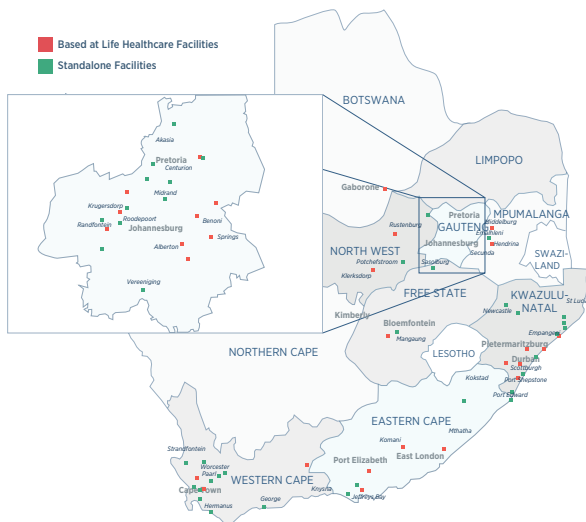 Based at Life Healthcare Facilities
Standalone Facilities
BOTSWANA
LIMPOPO
Akasia
Pretoria
Centurion
Gaborone
Midrand
Krugersdorp
Roodepoort
Randfontein
Johannesburg
Benoni
Springs
Alberton
Vereeniging
Rustenburg
Pretoria
MPUMALANGA
Middelburg
GAUTENG
Emalahleni
Johannesburg
Hendrina
Secunda
NORTH WEST
Potchefstroom
Sasolburg
Klerksdorp
SWAZI-
LAND
FREE STATE
KWAZULU-
NATAL
St Lucia
Newcastle
Kimberly
Bloemfontein
Mangaung
Empangeni
Pietermaritzburg
LESOTHO
Durban
Scottburgh
NORTHERN CAPE
Kokstad
Port Shepstone
Port Edward
EASTERN CAPE
Mthatha
Komani
East London
Port Elizabeth
Strandfontein
Worcester
Paarl
WESTERN CAPE
Cape Town
Knysna
Jeffreys Bay
George
Hermanus